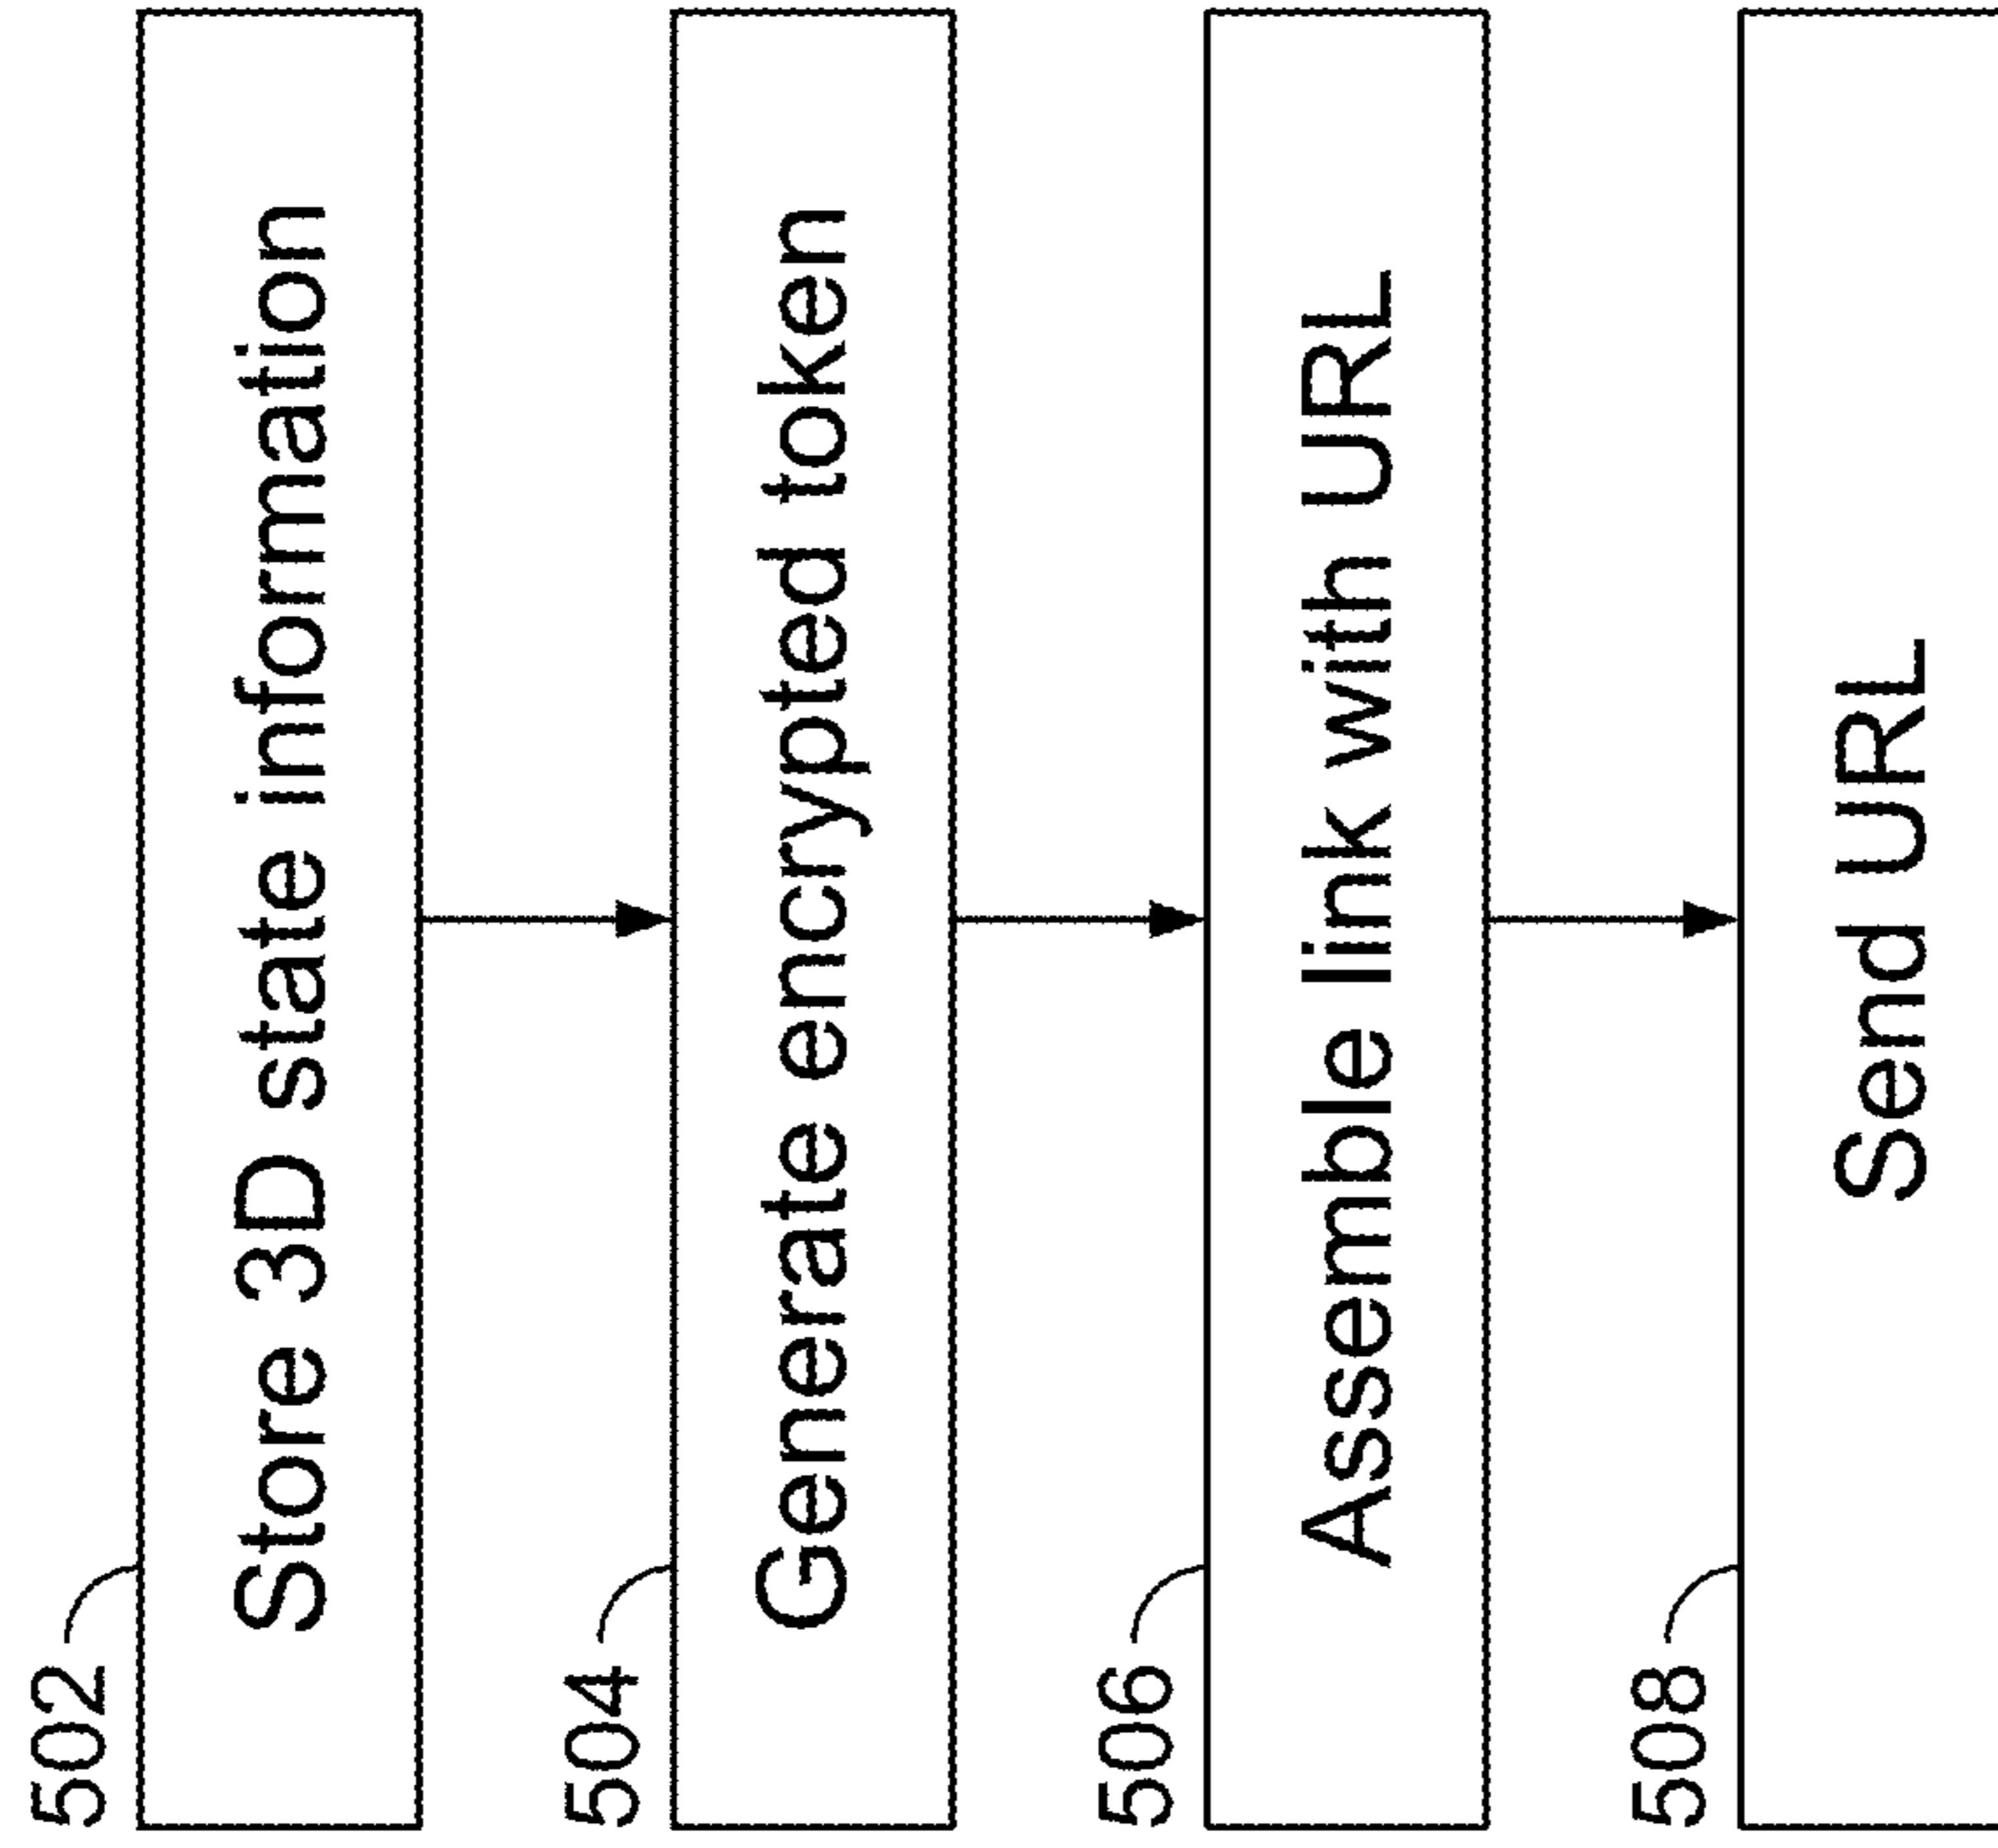 502
Store 3D state information
504
Generate encrypted token
506
Assemble link with URL
508
Send URL